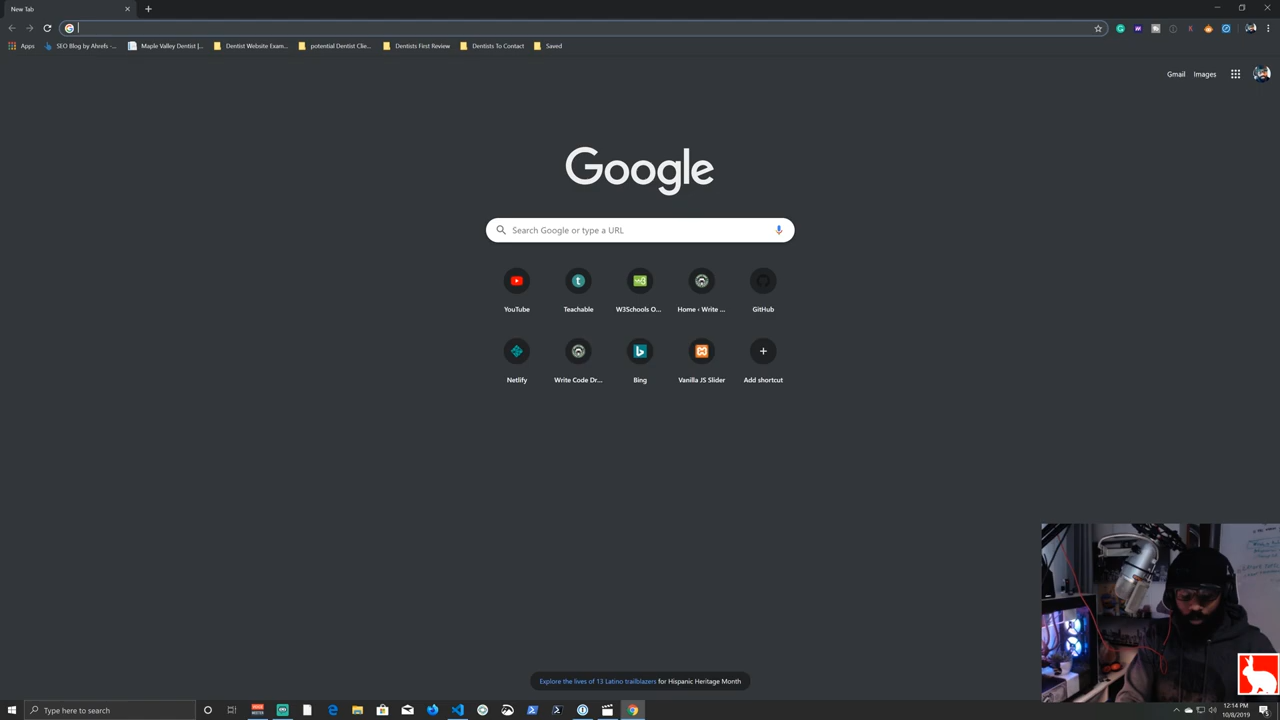 New Tab
Apps
SEO Blog by Ahrefs -...
Maple Valley Dentist |...
Dentist Website Exam...
potential Dentist Clie...
Dentists First Review
Dentists To Contact
Saved
Gmail
Images
Google
Search Google or type a URL
YouTube
Teachable
W3Schools O...
Home ‹ Write ...
GitHub
Netlify
Write Code Dr...
Bing
Vanilla JS Slider
Add shortcut
Explore the lives of 13 Latino trailblazers for Hispanic Heritage Month
Type here to search
12:14 PM
10/8/2019